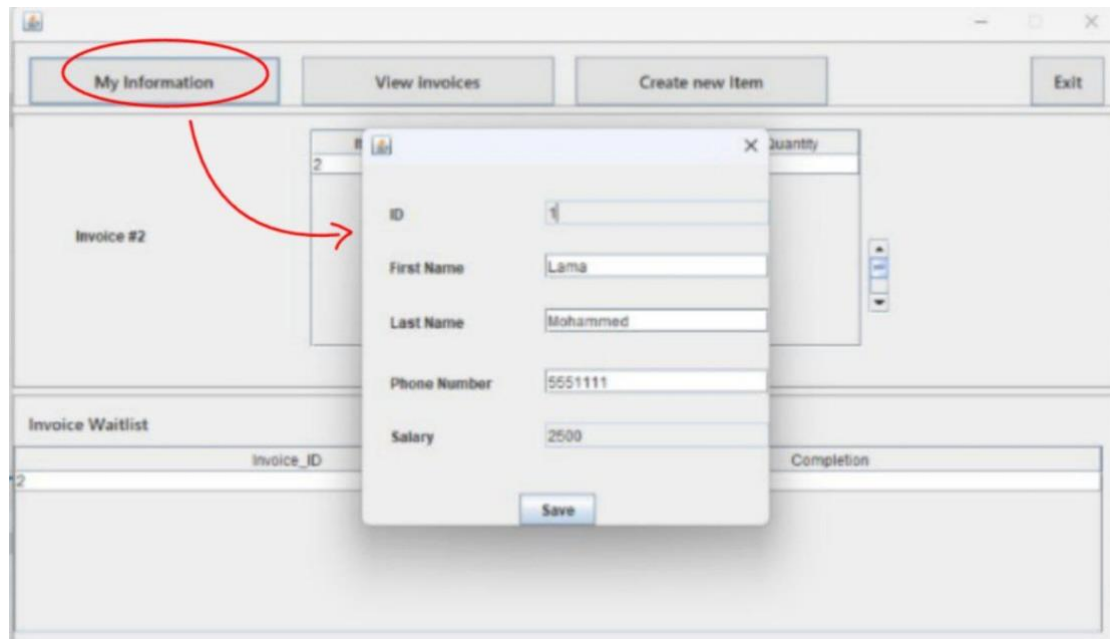 My Information View invoices Create new Item Exit
Quantity
2
ID 1
Invoice #2
First Name Lama
Last Name Mohammed
Phone Number 5551111
Invoice Waitlist
Salary 2500
Invoice_ID Completion
2
Save